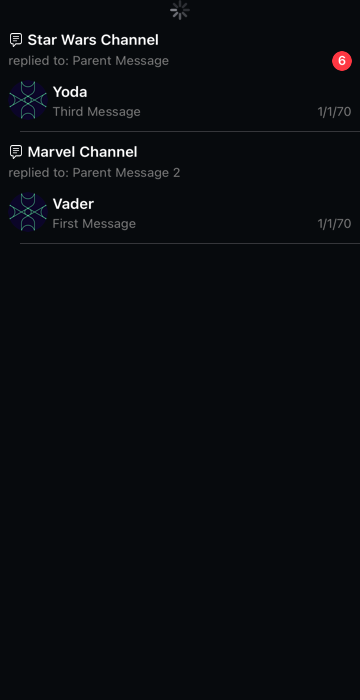 Star Wars Channel
replied to: Parent Message
6
Yoda
Third Message
1/1/70
Marvel Channel
replied to: Parent Message 2
Vader
First Message
1/1/70